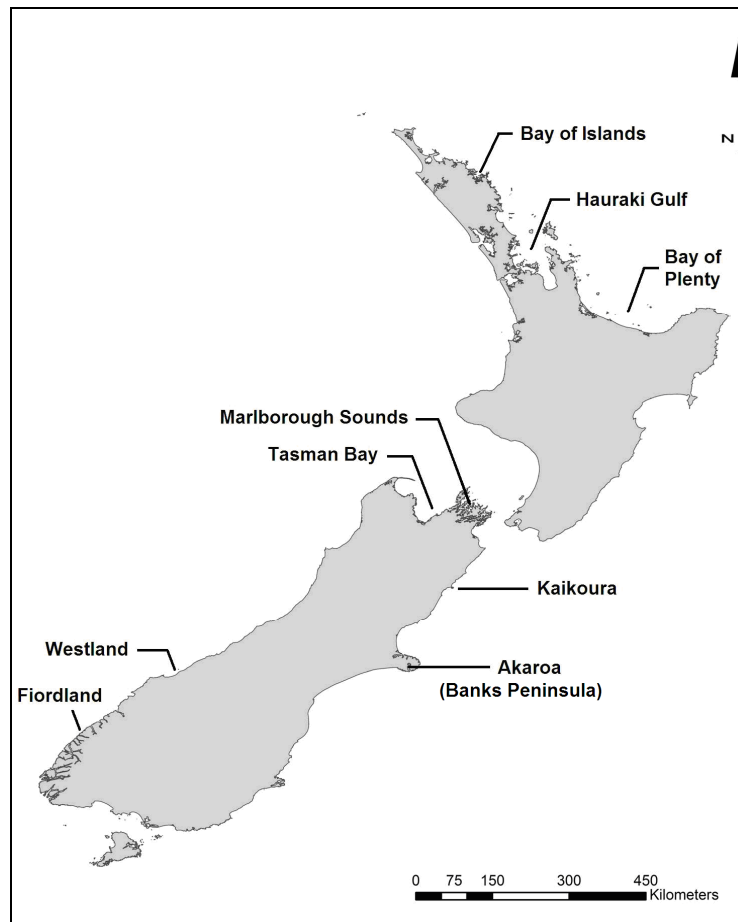 Bay of Islands
Z
Hauraki Gulf
Bay of
Plenty
Marlborough Sounds
Tasman Bay
Kaikoura
Westland
Akaroa
(Banks Peninsula)
Fiordland
0 75 150 300 450
Kilometers